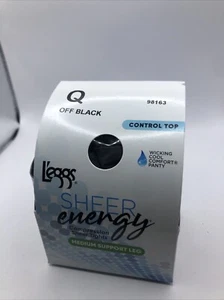 Q
OFF BLACK
98163
CONTROL TOP
WICKING
COOL
COMFORT®
PANTY
L'eggs
SHEER
energy
MEDIUM SUPPORT LEG